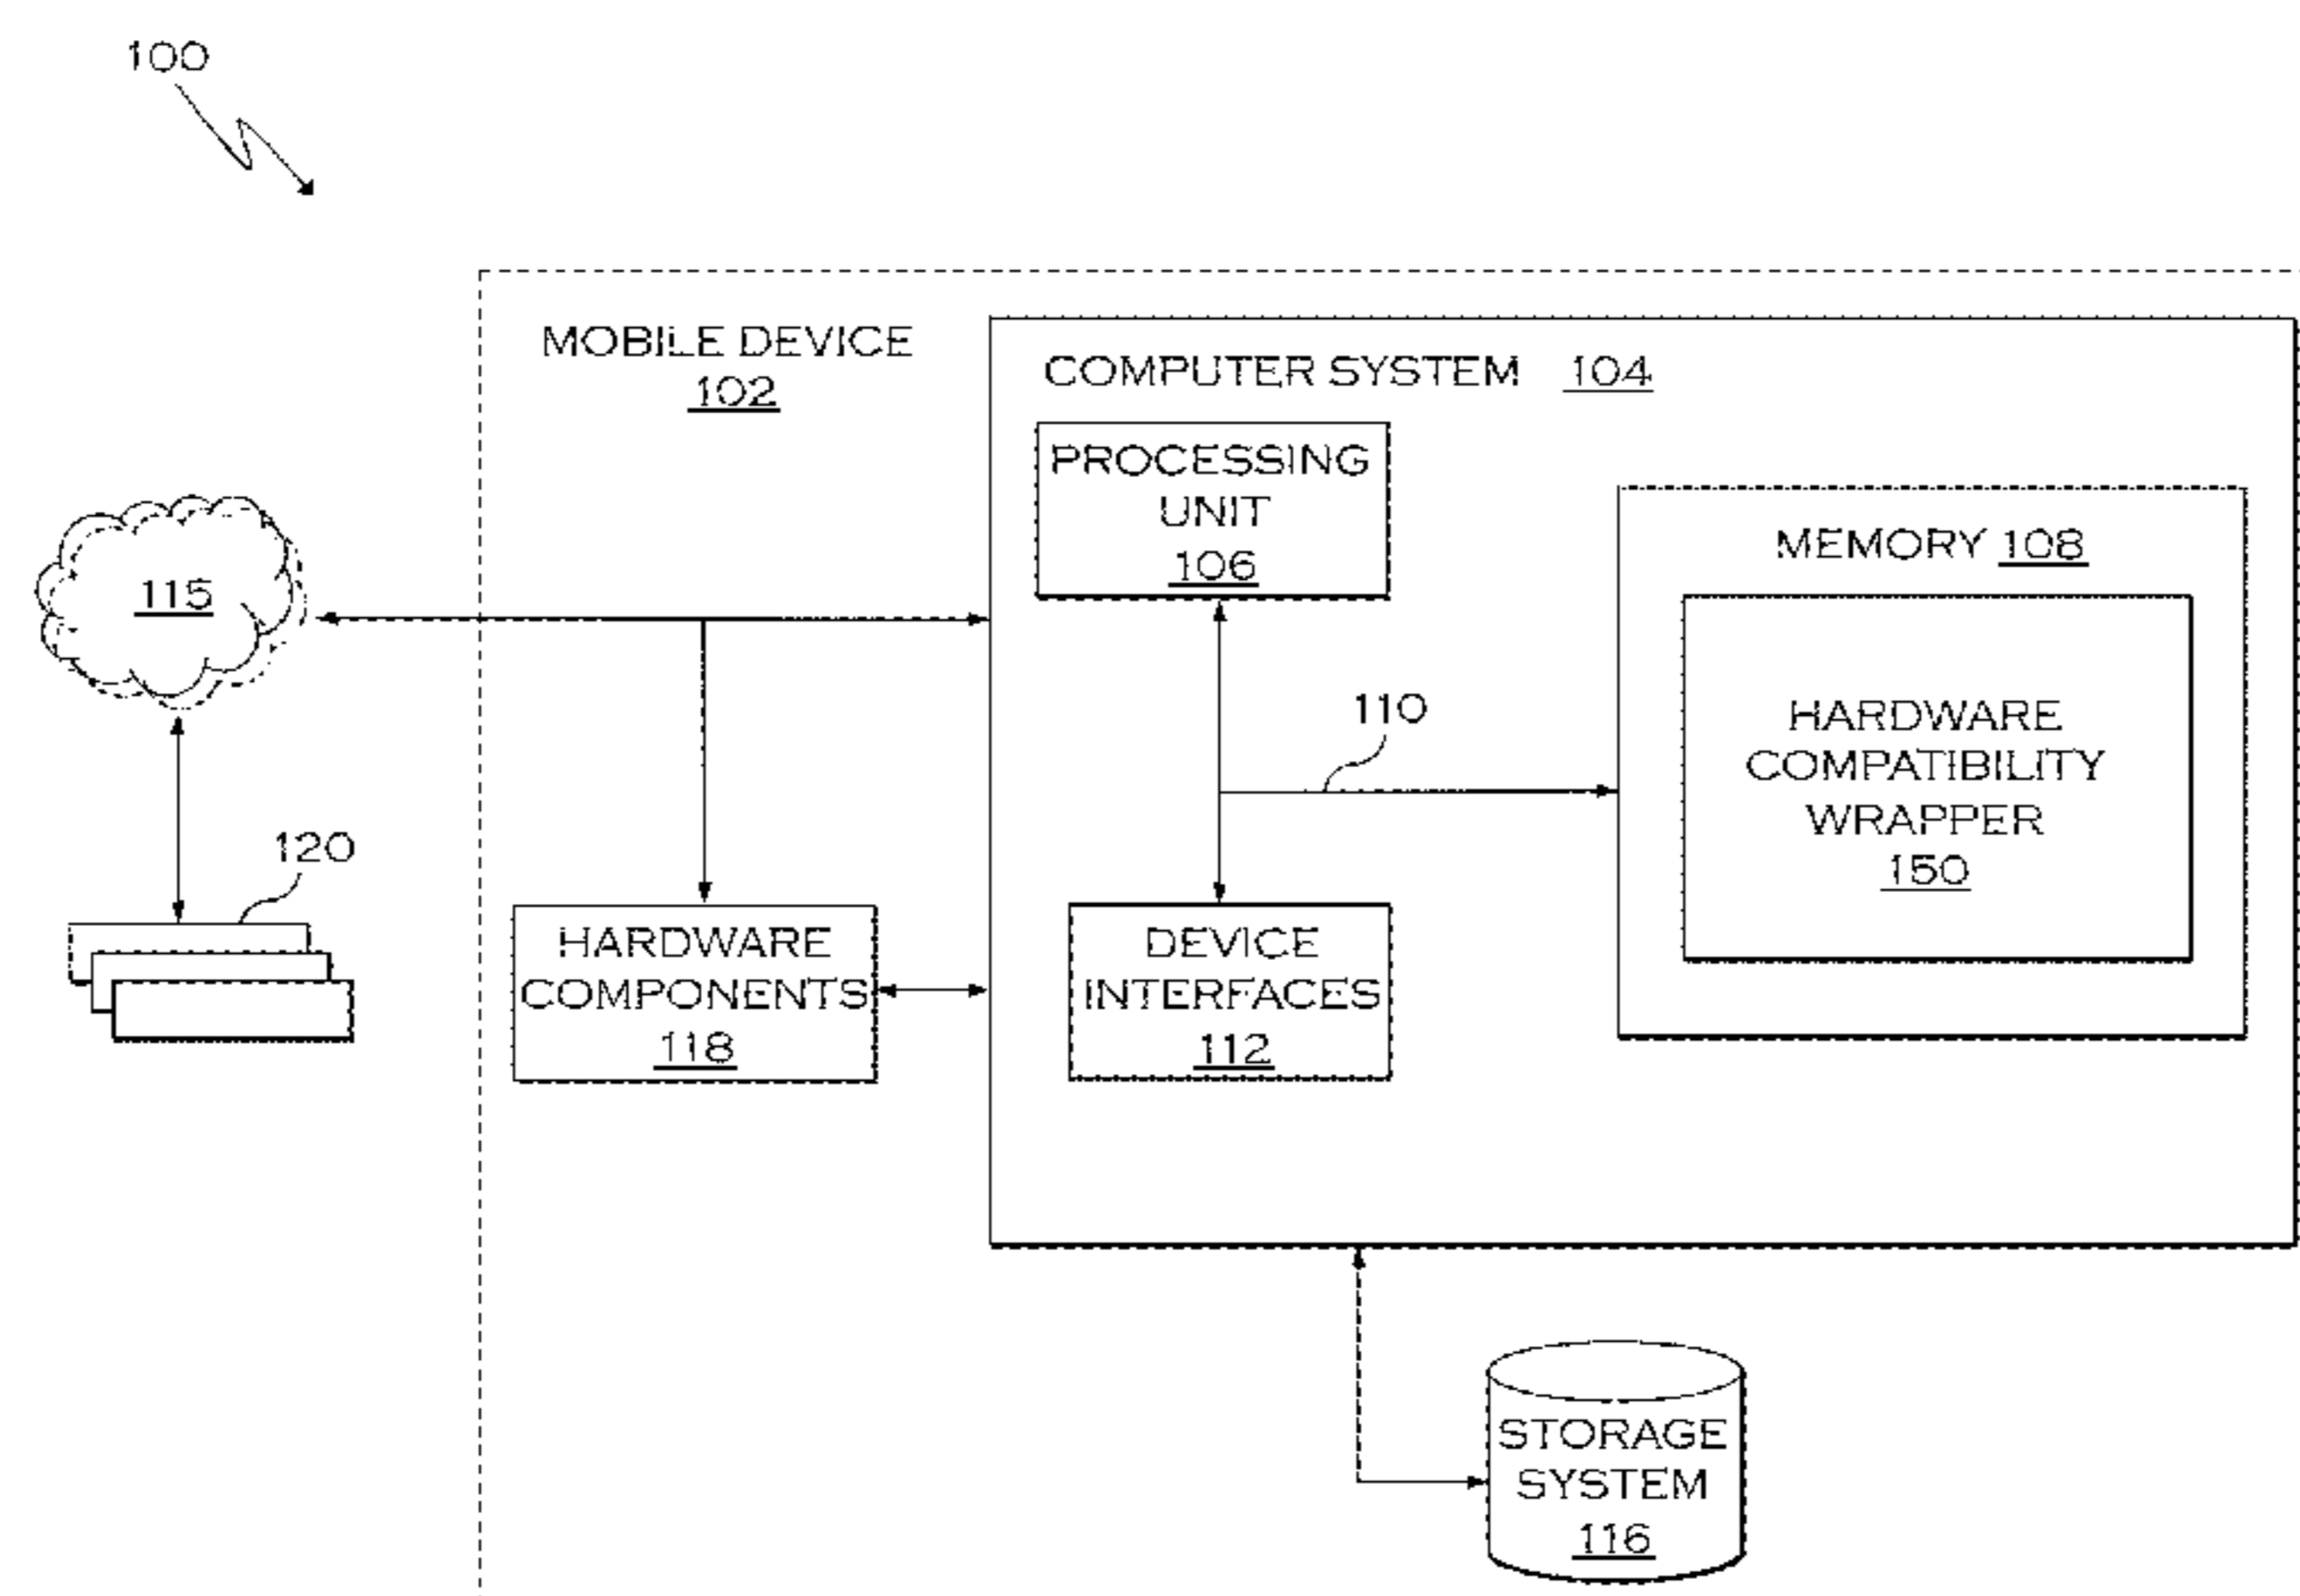 100
MOBILE DEVICE
102
COMPUTER SYSTEM 104
PROCESSING
UNIT
106
MEMORY 108
115
110
HARDWARE
COMPATIBILITY
WRAPPER
150
120
HARDWARE
COMPONENTS
118
DEVICE
INTERFACES
112
STORAGE
SYSTEM
116